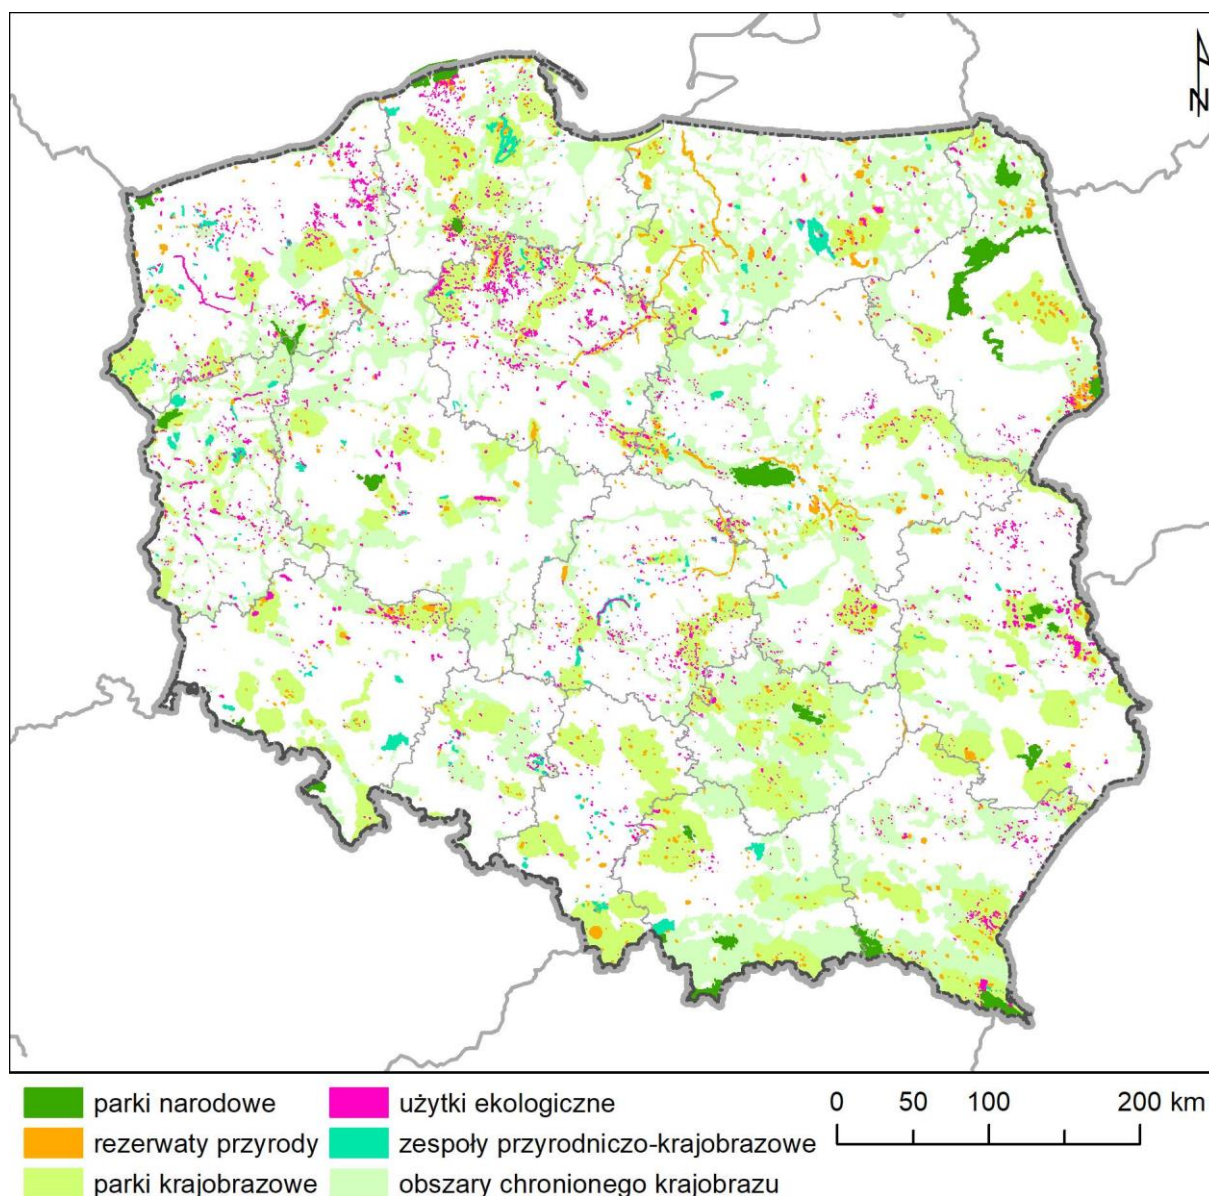 N
parki narodowe
użytki ekologiczne
0 50 100 200 km
rezerwaty przyrody
zespoły przyrodniczo-krajobrazowe
parki krajobrazowe
obszary chronionego krajobrazu